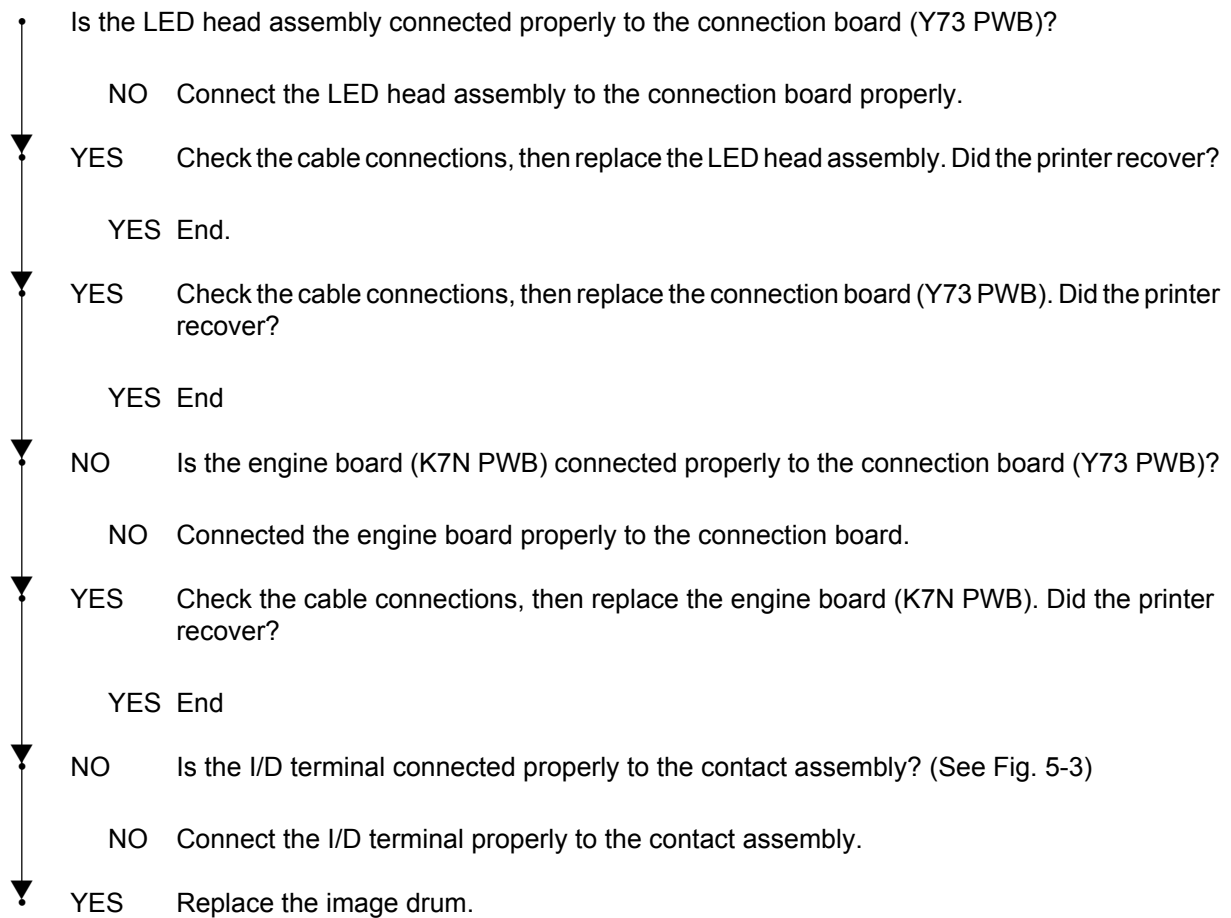 Is the LED head assembly connected properly to the connection board (Y73 PWB)?
NO Connect the LED head assembly to the connection board properly.
YES Check the cable connections, then replace the LED head assembly. Did the printer recover?
YES End.
YES Check the cable connections, then replace the connection board (Y73 PWB). Did the printer
recover?
YES End
NO Is the engine board (K7N PWB) connected properly to the connection board (Y73 PWB)?
NO Connected the engine board properly to the connection board.
YES Check the cable connections, then replace the engine board (K7N PWB). Did the printer
recover?
YES End
NO Is the I/D terminal connected properly to the contact assembly? (See Fig. 5-3)
NO Connect the I/D terminal properly to the contact assembly.
YES Replace the image drum.